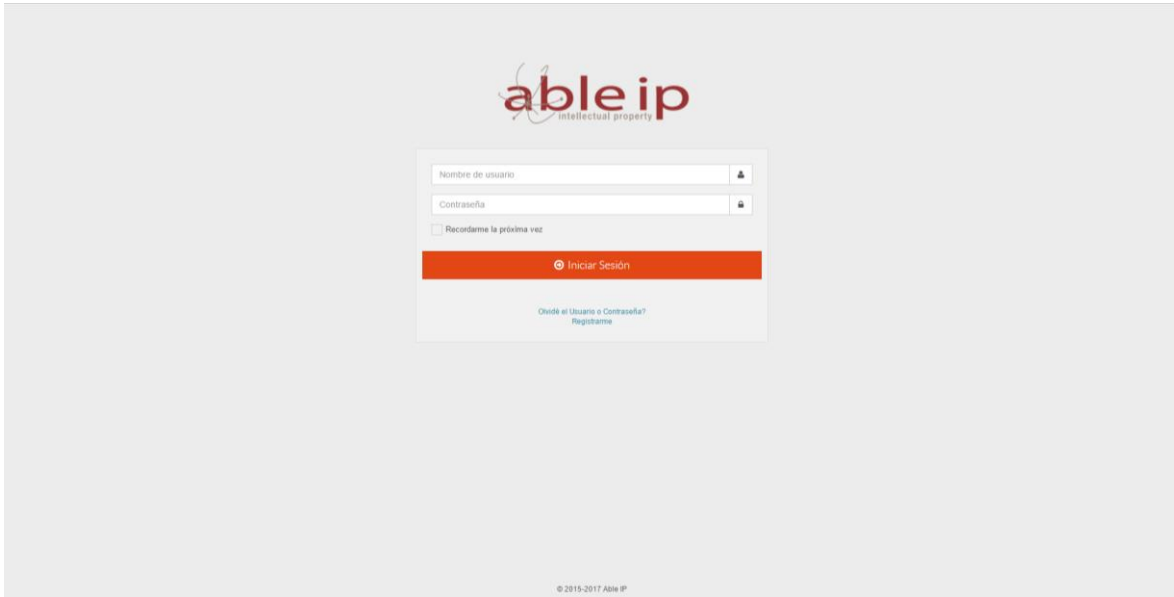 able ip
intellectual property
Nombre de usuario
Contraseña
Recordarme la próxima vez
Iniciar Sesión
Olvidé el Usuario o Contraseña?
Registrarme
© 2015-2017 Able IP